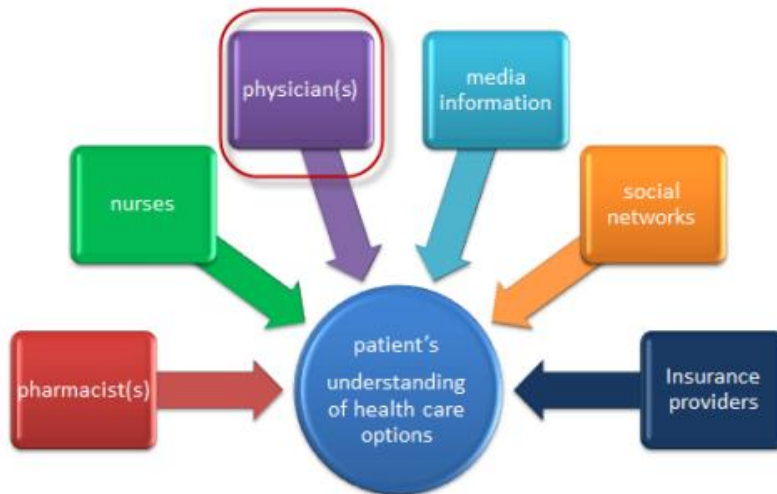 physician(s)
media
information
nurses
social
networks
pharmacist(s)
patient's
understanding
of health care
options
Insurance
providers